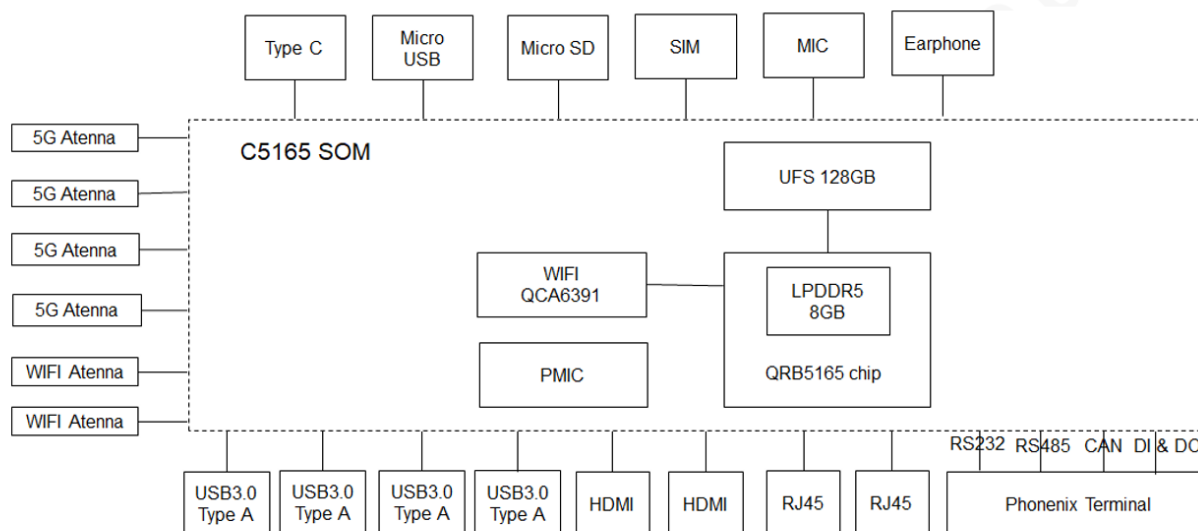 Type C
Micro
USB
Micro SD
SIM
MIC
Earphone
5G Atenna
5G Atenna
5G Atenna
5G Atenna
WIFI Atenna
WIFI Atenna
C5165 SOM
UFS 128GB
WIFI
QCA6391
LPDDR5
8GB
PMIC
QRB5165 chip
RS232 RS485 CAN DI & DO
USB3.0
Type A
USB3.0
Type A
USB3.0
Type A
USB3.0
Type A
HDMI
HDMI
RJ45
RJ45
Phonenix Terminal